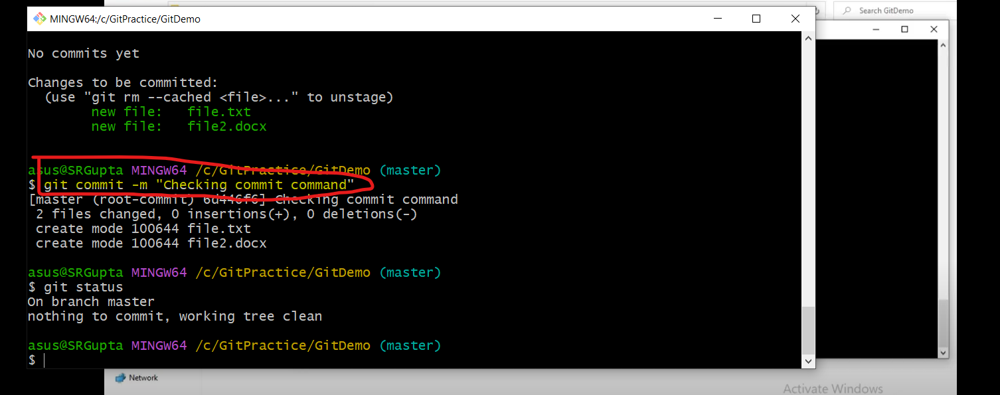 Search GitDemo
MINGW64:/c/GitPractice/GitDemo
No commits yet
Changes to be committed:
(use "git rm --cached <file>..." to unstage)
new file: file.txt
new file: file2.docx
asus@SRGupta MINGW64 /c/GitPractice/GitDemo (master)
$ git commit -m "Checking commit command"
[master (root-commit) 6d446f6] Checking commit command
2 files changed, 0 insertions(+), 0 deletions(-)
create mode 100644 file.txt
create mode 100644 file2.docx
asus@SRGupta MINGW64 /c/GitPractice/GitDemo (master)
$ git status
On branch master
nothing to commit, working tree clean
asus@SRGupta MINGW64 /c/GitPractice/GitDemo (master)
$
Network
Activate Windows